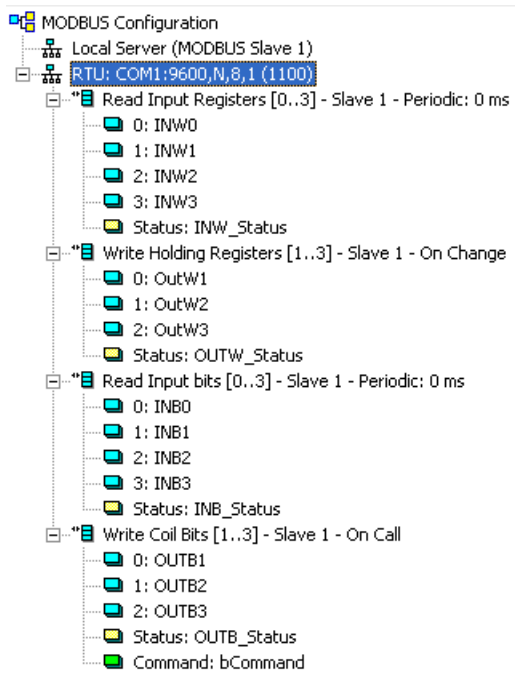 MODBUS Configuration
Local Server (MODBUS Slave 1)
RTU: COM1:9600,N,8,1 (1100)
Read Input Registers [0..3] - Slave 1 - Periodic: 0 ms
0: INW0
1: INW1
2: INW2
3: INW3
Status: INW_Status
Write Holding Registers [1..3] - Slave 1 - On Change
0: OutW1
1: OutW2
2: OutW3
Status: OUTW_Status
Read Input bits [0..3] - Slave 1 - Periodic: 0 ms
0: INB0
1: INB1
2: INB2
3: INB3
Status: INB_Status
Write Coil Bits [1..3] - Slave 1 - On Call
0: OUTB1
1: OUTB2
2: OUTB3
Status: OUTB_Status
Command: bCommand